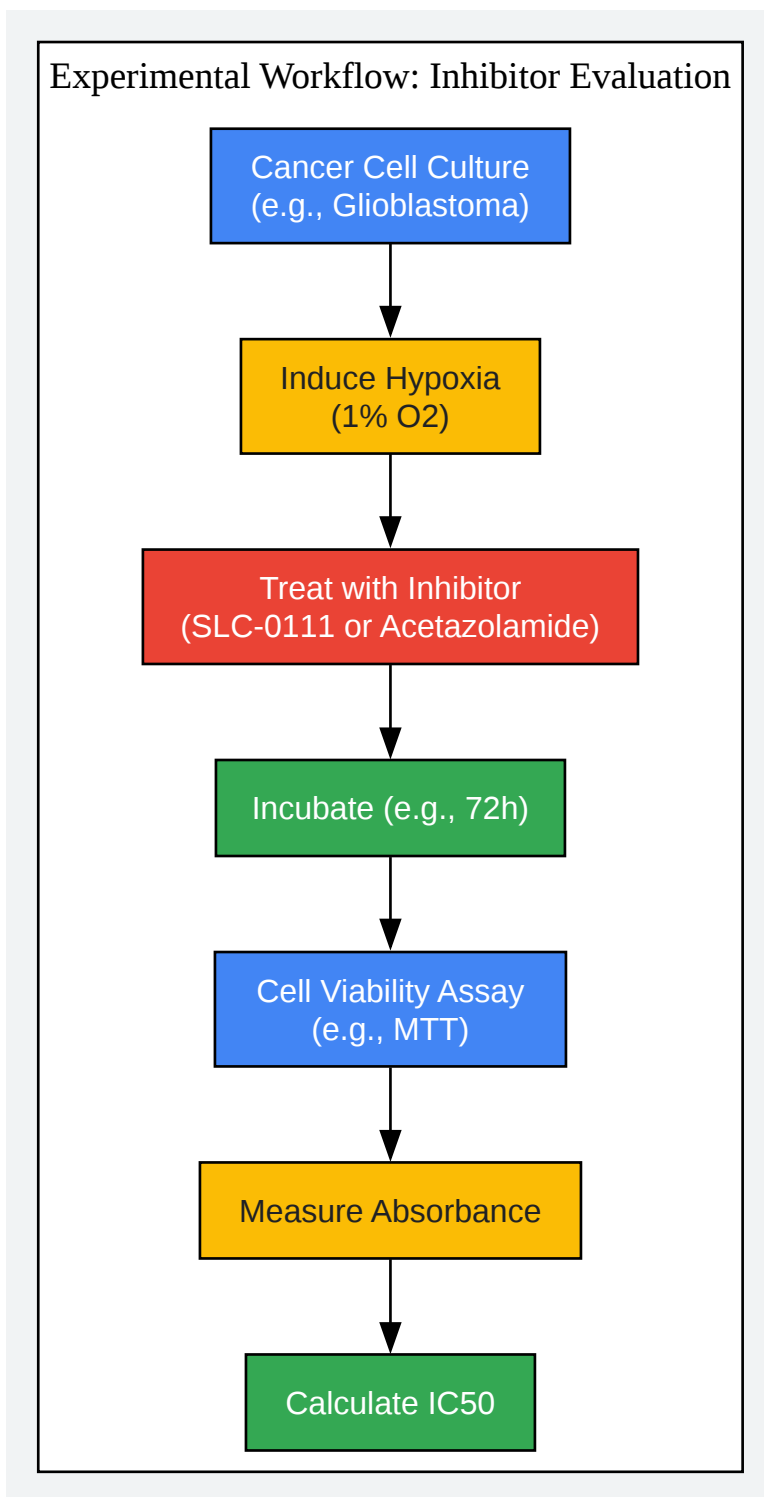 Experimental Workflow: Inhibitor Evaluation
Cancer Cell Culture
(e.g., Glioblastoma)
Induce Hypoxia
(1% O2)
Treat with Inhibitor
(SLC-0111 or Acetazolamide)
Incubate (e.g., 72h)
Cell Viability Assay
(e.g., MTT)
Measure Absorbance
Calculate IC50